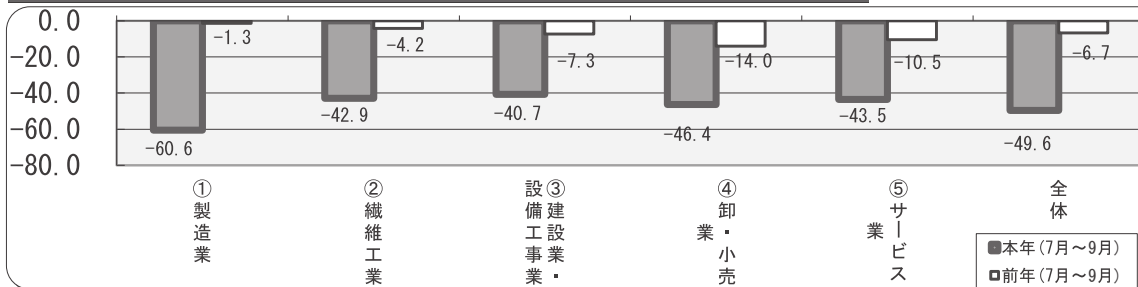 0.0
-20.0
-40.0
-60.0
-80.0
-1.3
-4.2
-7.3
-14.0
-10.5
-6.7
-60.6
-42.9
-40.7
-46.4
-43.5
-49.6
①製造業
②繊維工業
③建設業・
設備工事業
④卸・小売
業
⑤サービス
業
全体
本年(7月～9月)
前年(7月～9月)